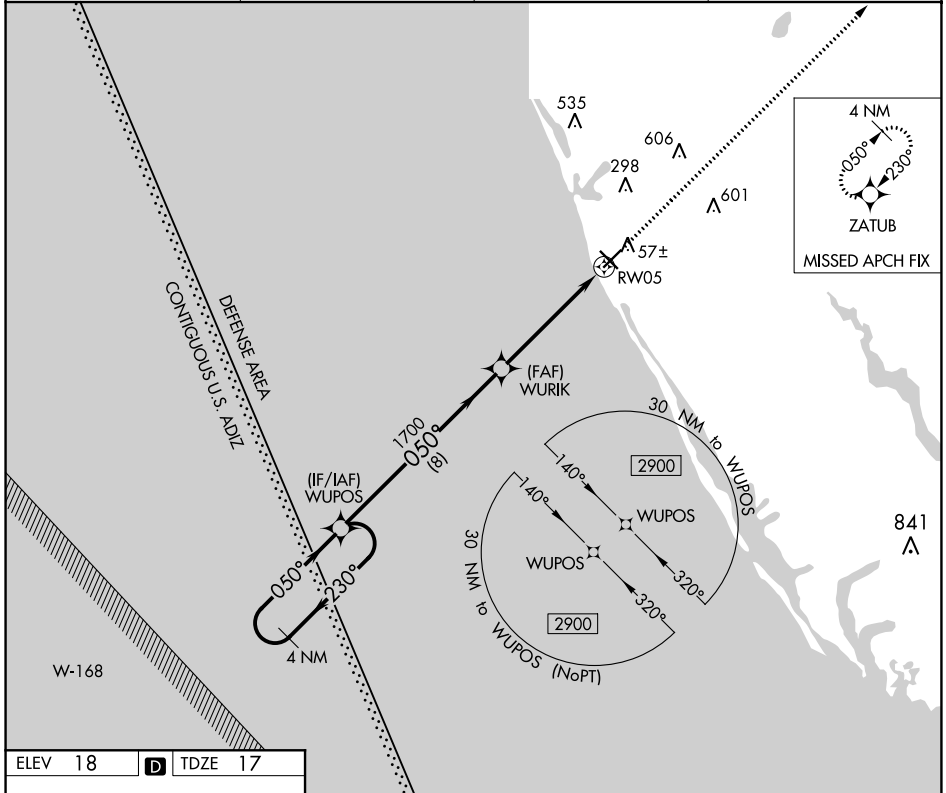 535
606
298
601
57±
RW05
4 NM
050°
230°
ZATUB
MISSED APCH FIX
DEFENSE AREA
CONTIGUOUS U.S. ADIZ
(FAF)
WURIK
1700
050°
(8)
(IF/IAF)
WUPOS
050°
230°
4 NM
30 NM to WUPOS
140°
2900
WUPOS
320°
140°
WUPOS
320°
2900
30 NM to WUPOS (NoPT)
841
W-168
ELEV 18 D TDZE 17